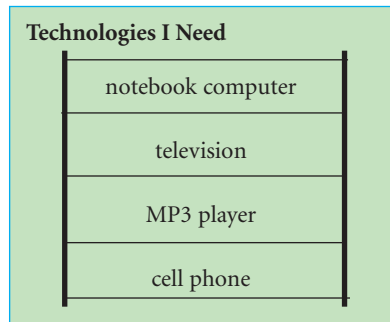 Technologies I Need
notebook computer
television
MP3 player
cell phone